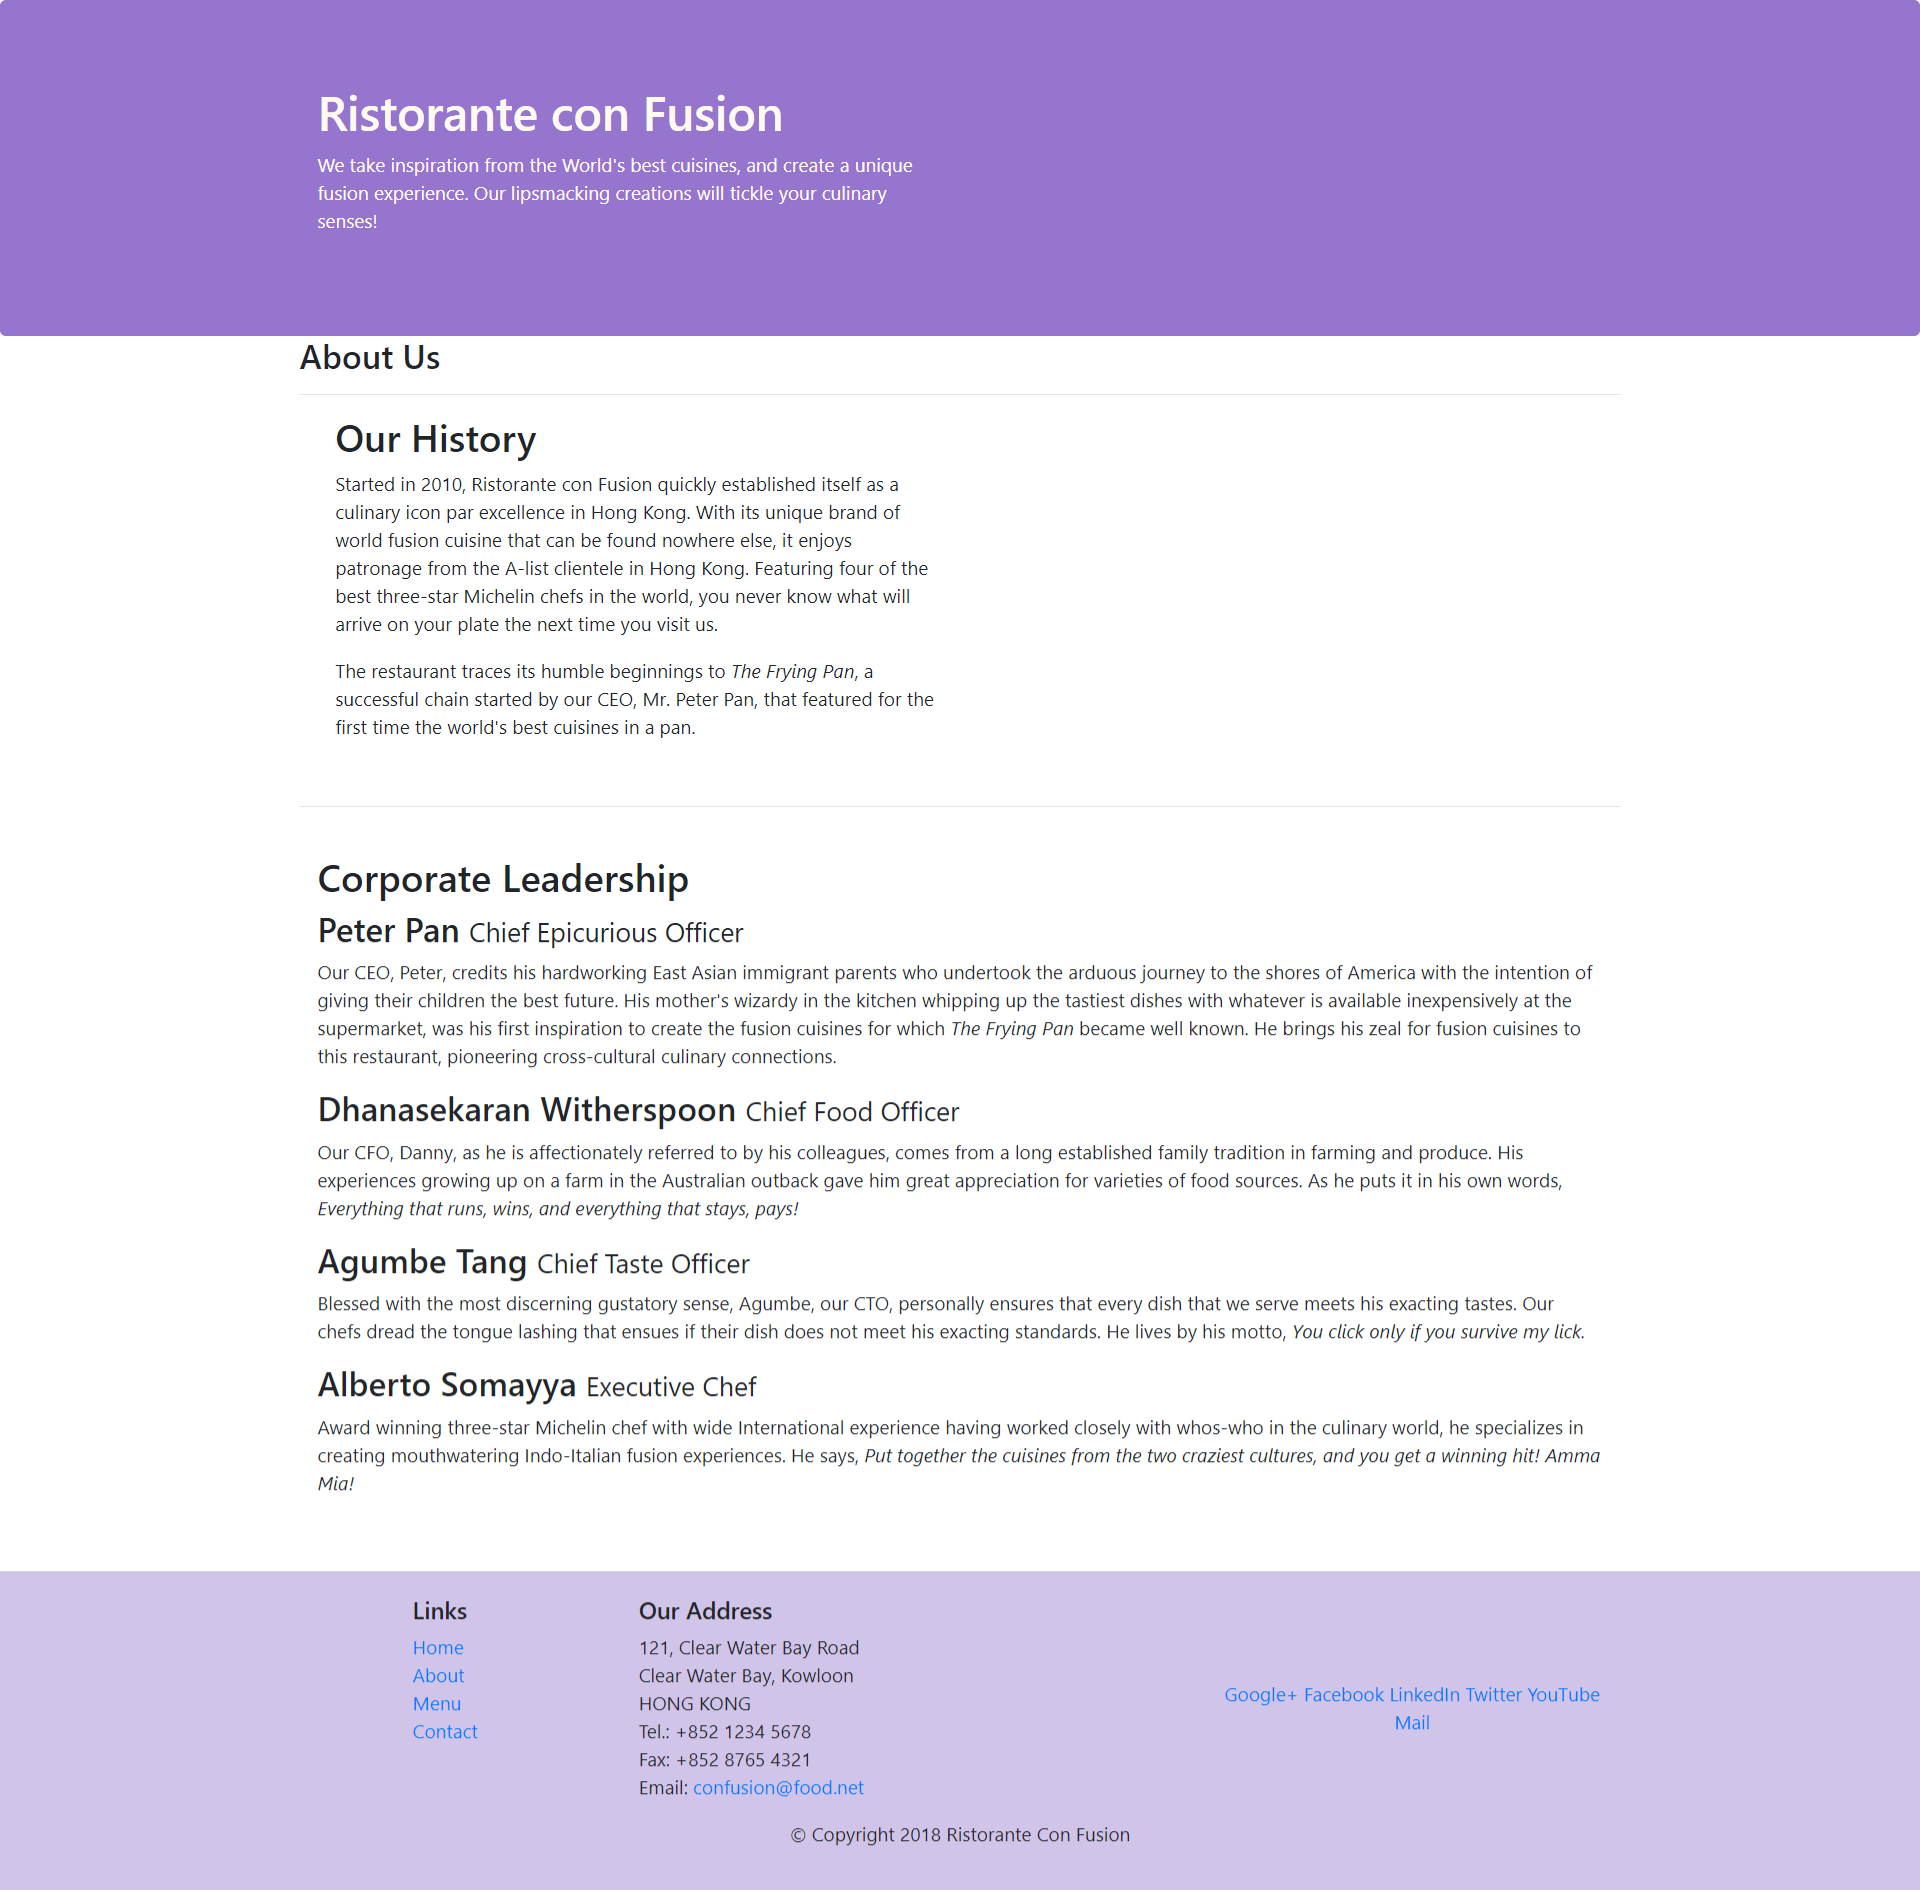 Ristorante con Fusion
We take inspiration from the World's best cuisines, and create a unique
fusion experience. Our lipsmacking creations will tickle your culinary
senses!
About Us
Our History
Started in 2010, Ristorante con Fusion quickly established itself as a
culinary icon par excellence in Hong Kong. With its unique brand of
world fusion cuisine that can be found nowhere else, it enjoys
patronage from the A-list clientele in Hong Kong. Featuring four of the
best three-star Michelin chefs in the world, you never know what will
arrive on your plate the next time you visit us.
The restaurant traces its humble beginnings to The Frying Pan, a
successful chain started by our CEO, Mr. Peter Pan, that featured for the
first time the world's best cuisines in a pan.
Corporate Leadership
Peter Pan Chief Epicurious Officer
Our CEO, Peter, credits his hardworking East Asian immigrant parents who undertook the arduous journey to the shores of America with the intention of
giving their children the best future. His mother's wizardy in the kitchen whipping up the tastiest dishes with whatever is available inexpensively at the
supermarket, was his first inspiration to create the fusion cuisines for which The Frying Pan became well known. He brings his zeal for fusion cuisines to
this restaurant, pioneering cross-cultural culinary connections.
Dhanasekaran Witherspoon Chief Food Officer
Our CFO, Danny, as he is affectionately referred to by his colleagues, comes from a long established family tradition in farming and produce. His
experiences growing up on a farm in the Australian outback gave him great appreciation for varieties of food sources. As he puts it in his own words,
Everything that runs, wins, and everything that stays, pays!
Agumbe Tang Chief Taste Officer
Blessed with the most discerning gustatory sense, Agumbe, our CTO, personally ensures that every dish that we serve meets his exacting tastes. Our
chefs dread the tongue lashing that ensues if their dish does not meet his exacting standards. He lives by his motto, You click only if you survive my lick.
Alberto Somayya Executive Chef
Award winning three-star Michelin chef with wide International experience having worked closely with whos-who in the culinary world, he specializes in
creating mouthwatering Indo-Italian fusion experiences. He says, Put together the cuisines from the two craziest cultures, and you get a winning hit! Amma
Mia!
Links
Home
About
Menu
Contact
Our Address
121, Clear Water Bay Road
Clear Water Bay, Kowloon
HONG KONG
Tel.: +852 1234 5678
Fax: +852 8765 4321
Email: confusion@food.net
Google+ Facebook LinkedIn Twitter YouTube
Mail
© Copyright 2018 Ristorante Con Fusion